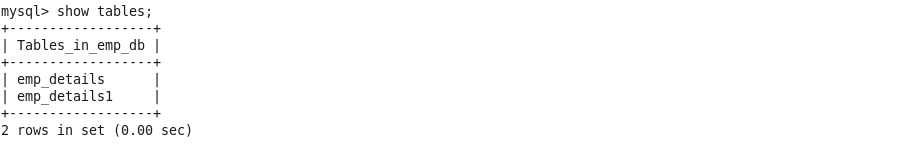 mysql> show tables;
+------------------+
| Tables_in_emp_db |
+------------------+
| emp_details      |
| emp_details1     |
+------------------+
2 rows in set (0.00 sec)